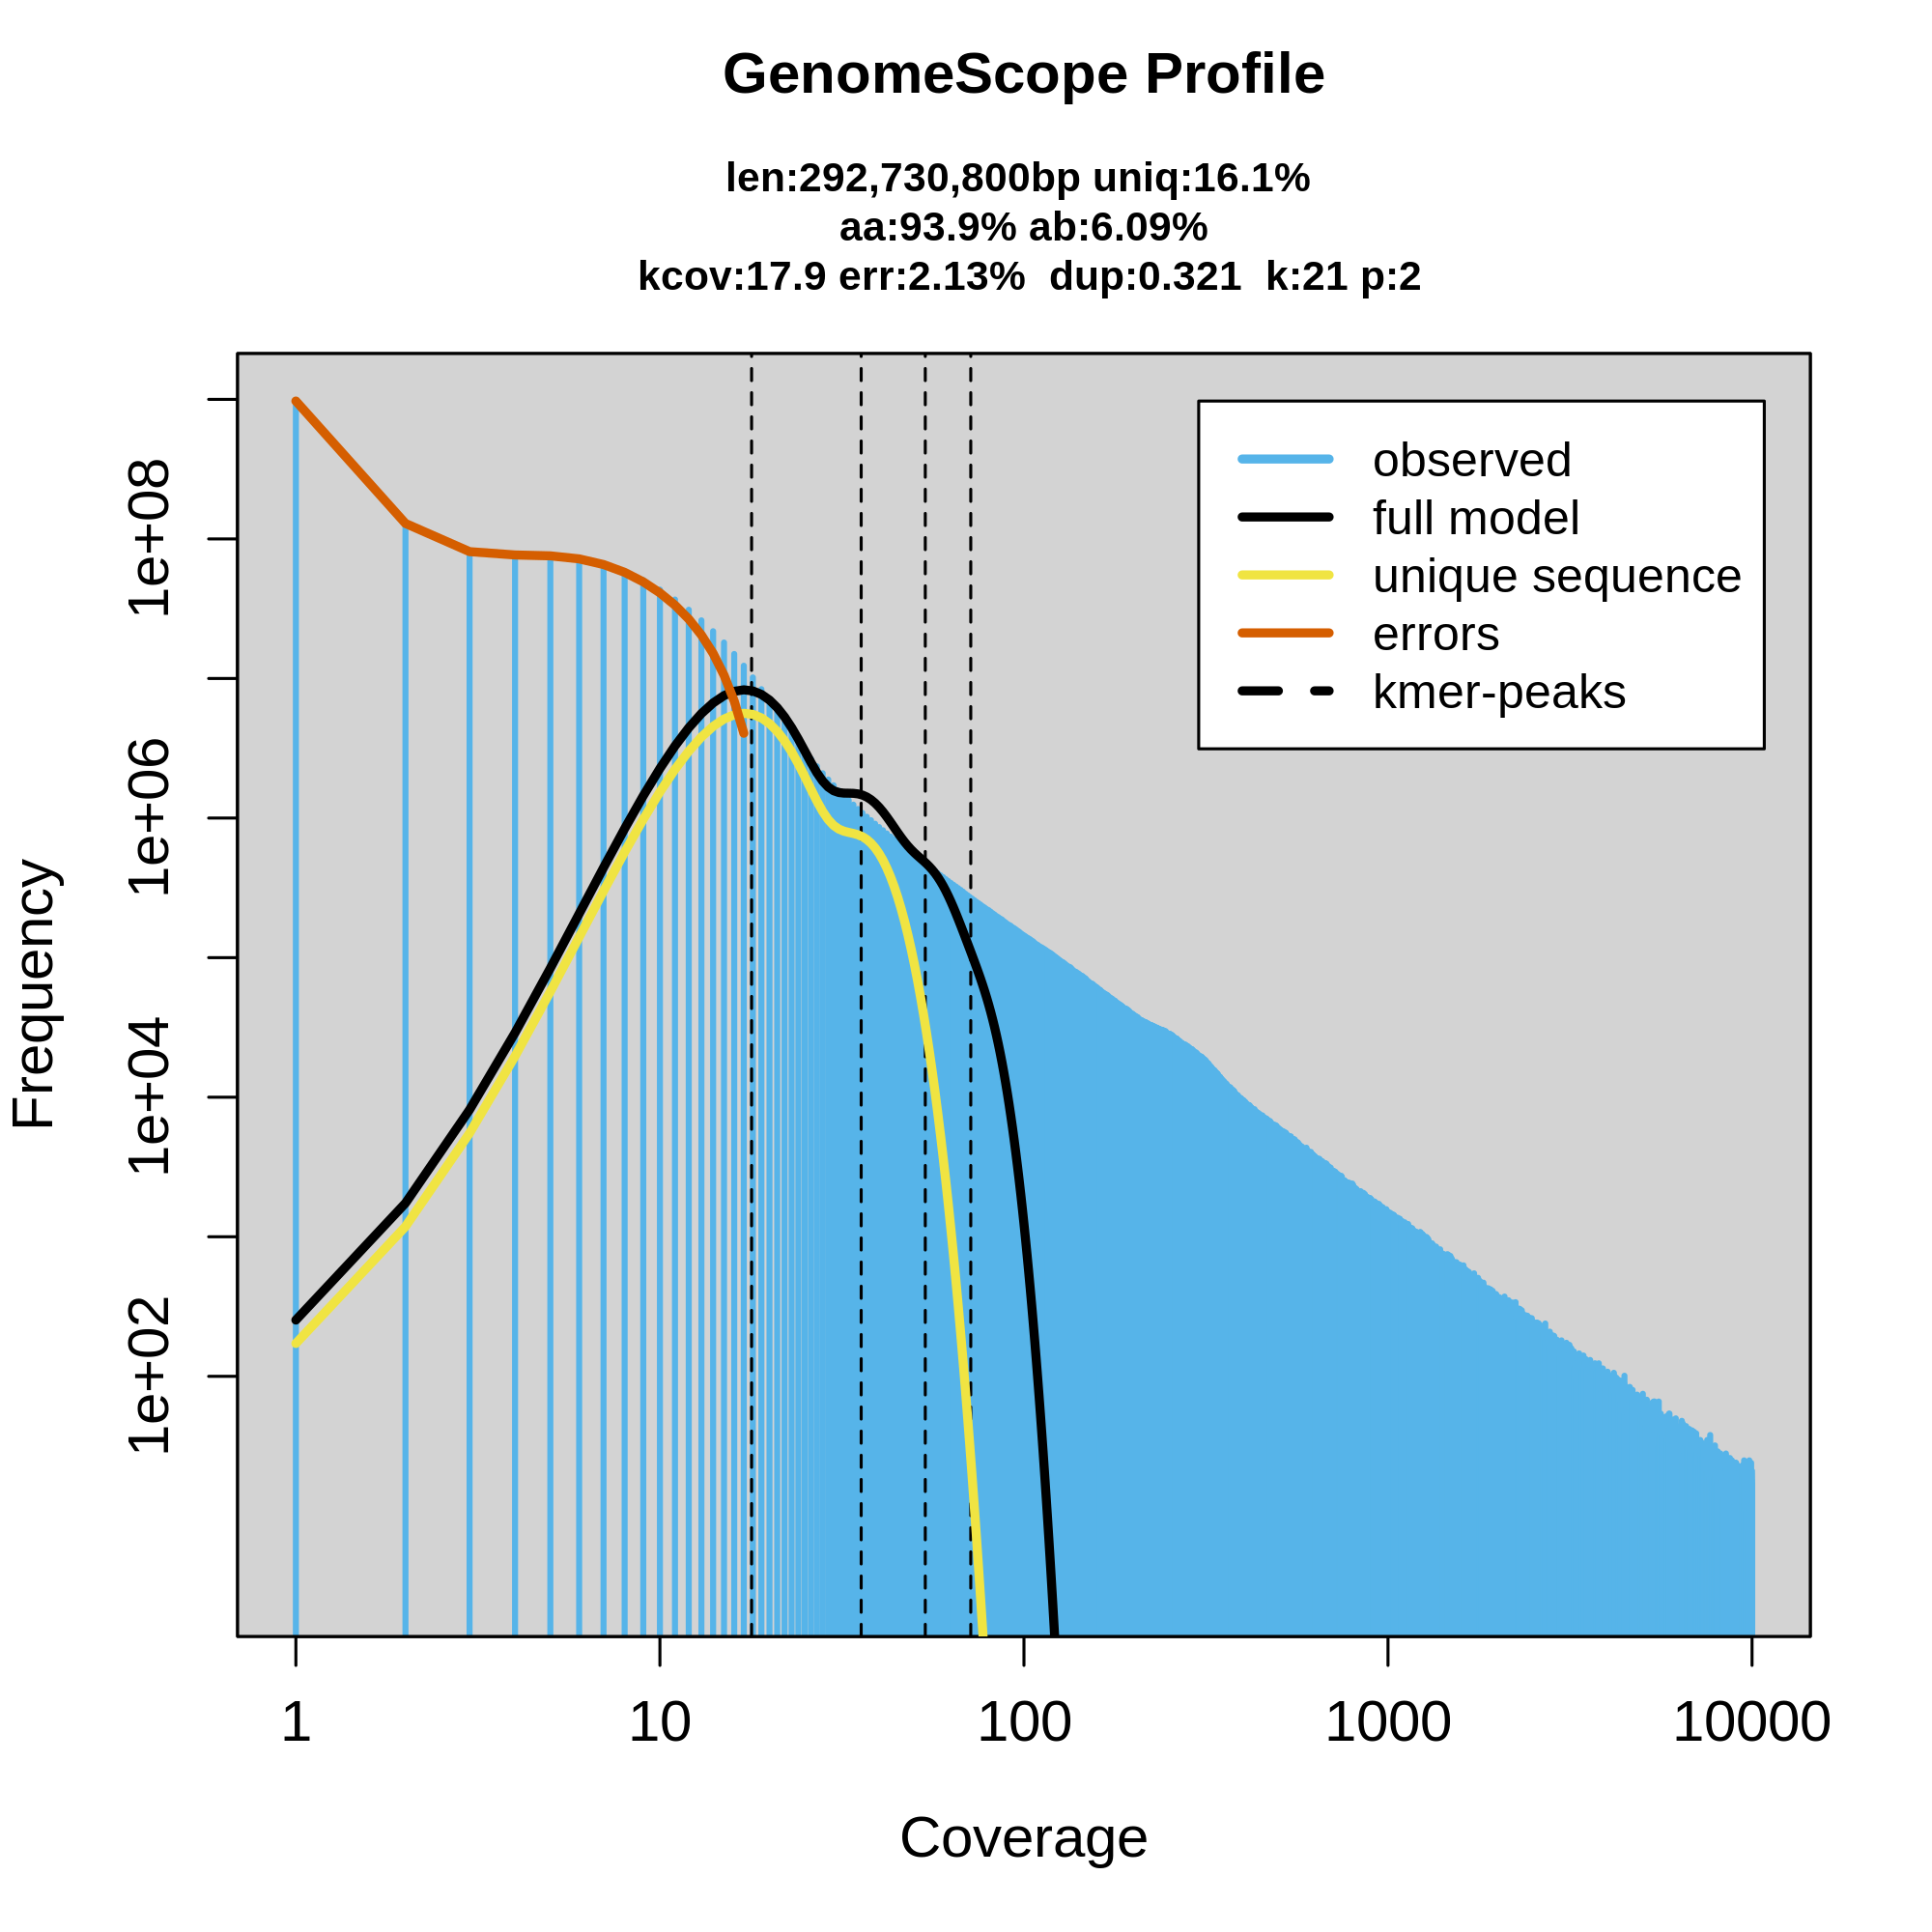 GenomeScope Profile
len:292,730,800bp uniq:16.1%
aa:93.9% ab:6.09%
kcov:17.9 err:2.13%  dup:0.321  k:21 p:2
observed
full model
unique sequence
errors
kmer-peaks
Frequency
1e+08
1e+06
1e+04
1e+02
1 10 100 1000 10000
Coverage